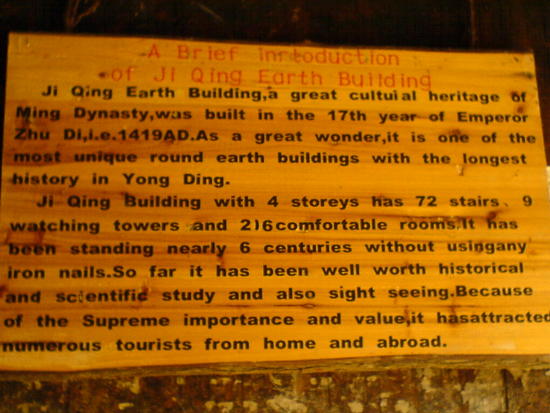 A Brief inrtoduction
of Ji Qing Earth Building
Ji Qing Earth Building,a great cultural heritage of
Ming Dynasty,was built in the 17th year of Emperor
Zhu Di,i.e.1419AD.As a great wonder,it is one of the
most unique round earth buildings with the longest
history in Yong Ding.
Ji Qing Building with 4 storeys has 72 stairs、9
watching towers and 216comfortable rooms.It has
been standing nearly 6 centuries without usingany
iron nails.So far it has been well worth historical
and scientific study and also sight seeing.Because
of the Supreme importance and value,it hasattracted
numerous tourists from home and abroad.